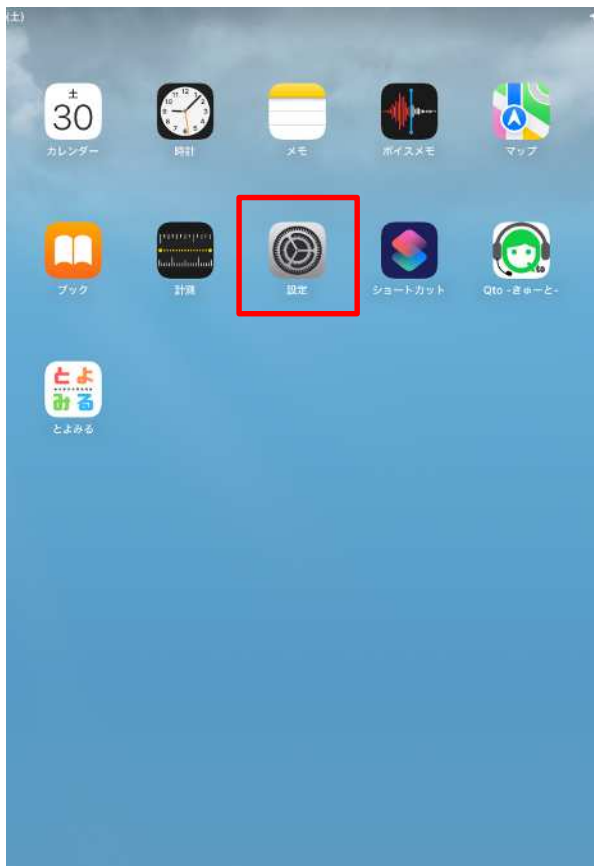 (土)
土
30
カレンダー
時計
メモ
ボイスメモ
マップ
ブック
計測
設定
ショートカット
Qto -きゅーと-
とよ
みる
とよみる